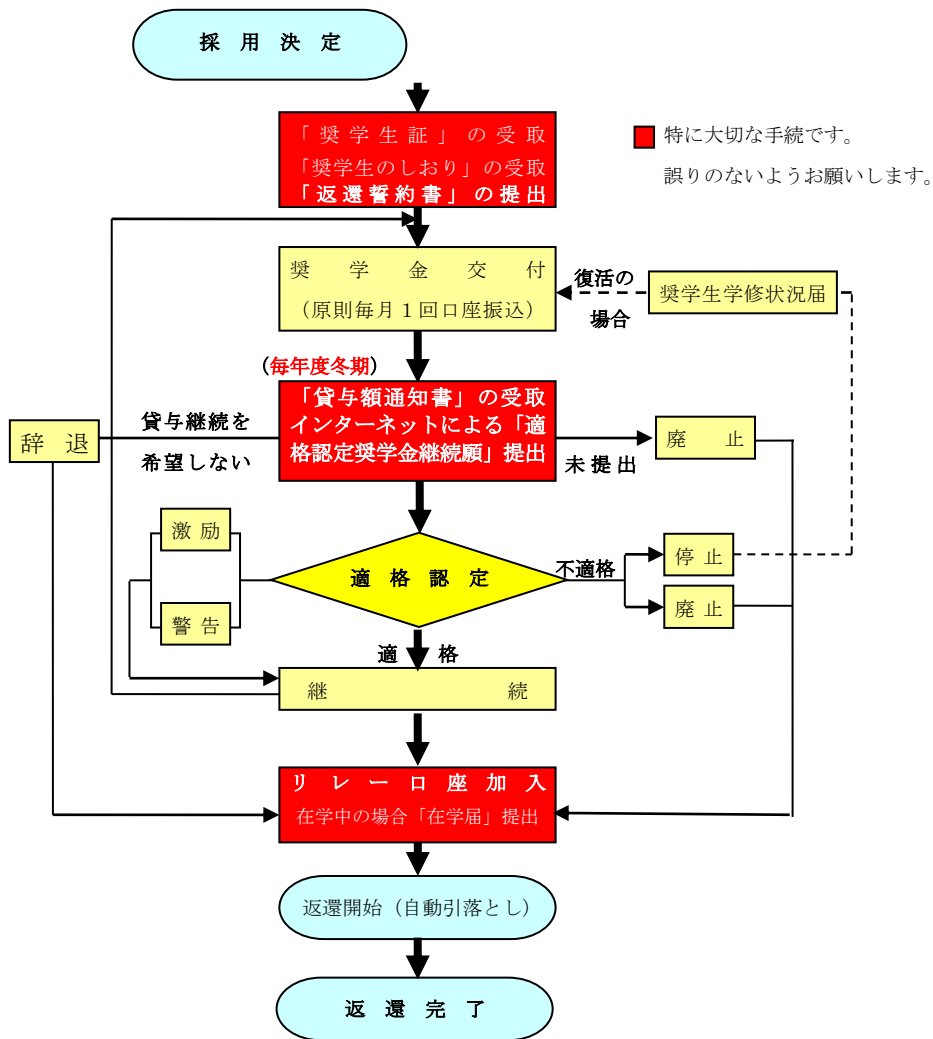 採用決定
「奨学生証」の受取
「奨学生のしおり」の受取
「返還誓約書」の提出
特に大切な手続です。
誤りのないようお願いします。
奨学金交付
（原則毎月１回口座振込）
復活の
場合
奨学生学修状況届
（毎年度冬期）
「貸与額通知書」の受取
インターネットによる「適
格認定奨学金継続願」提出
辞退
貸与継続を
希望しない
未提出
廃止
激励
警告
適格認定
不適格
停止
廃止
適格
継続
リレー口座加入
在学中の場合「在学届」提出
返還開始（自動引落とし）
返還完了